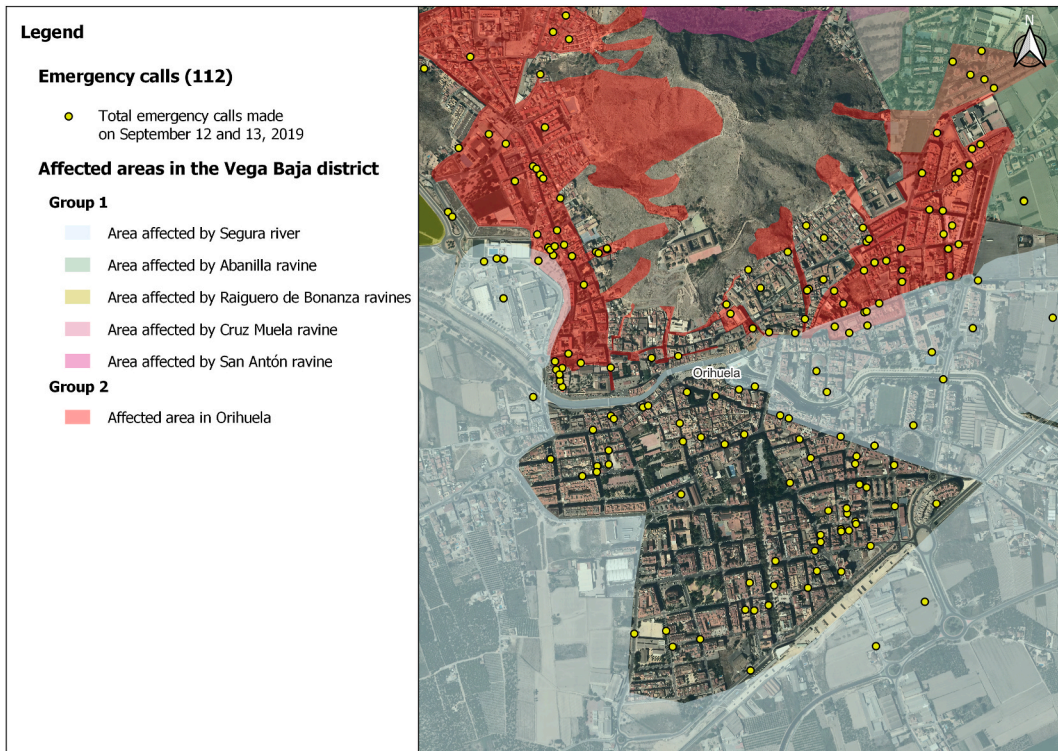 Legend
Emergency calls (112)
Total emergency calls made
on September 12 and 13, 2019
Affected areas in the Vega Baja district
Group 1
Area affected by Segura river
Area affected by Abanilla ravine
Area affected by Raiguero de Bonanza ravines
Area affected by Cruz Muela ravine
Area affected by San Antón ravine
Group 2
Affected area in Orihuela
N
Orihuela